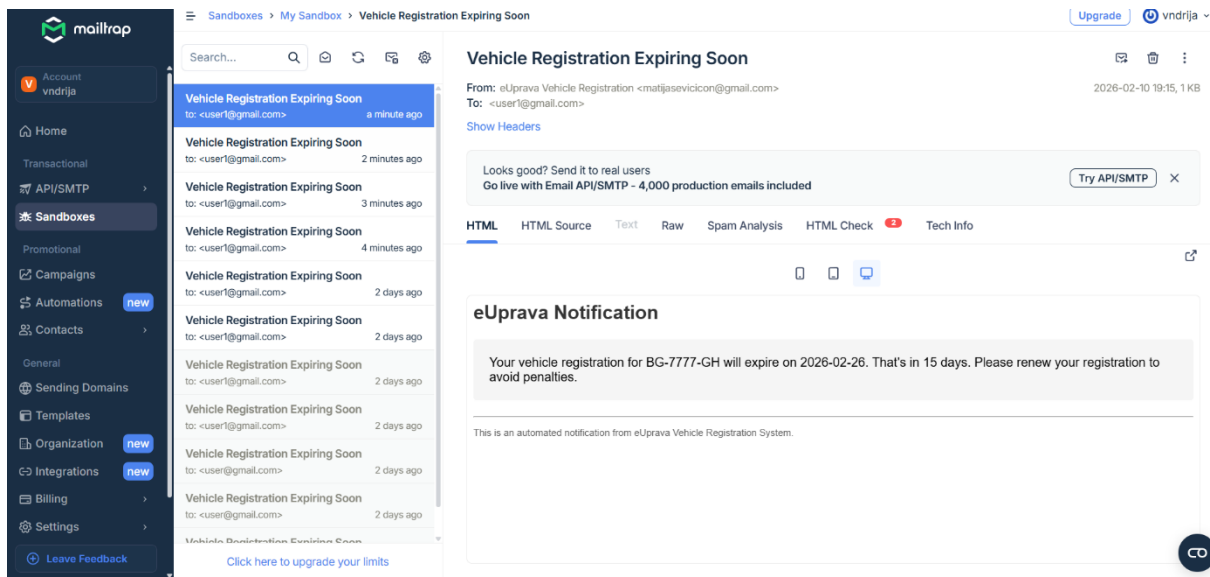 mailtrap
Account
V
vndrija
Home
Transactional
API/SMTP
Sandboxes
Promotional
Campaigns
Automations new
Contacts
General
Sending Domains
Templates
Organization new
Integrations new
Billing
Settings
Leave Feedback
Sandboxes > My Sandbox > Vehicle Registration Expiring Soon
Upgrade
vndrija
Search...
Vehicle Registration Expiring Soon
to: <user1@gmail.com> a minute ago
Vehicle Registration Expiring Soon
to: <user1@gmail.com> 2 minutes ago
Vehicle Registration Expiring Soon
to: <user1@gmail.com> 3 minutes ago
Vehicle Registration Expiring Soon
to: <user1@gmail.com> 4 minutes ago
Vehicle Registration Expiring Soon
to: <user1@gmail.com> 2 days ago
Vehicle Registration Expiring Soon
to: <user1@gmail.com> 2 days ago
Vehicle Registration Expiring Soon
to: <user1@gmail.com> 2 days ago
Vehicle Registration Expiring Soon
to: <user1@gmail.com> 2 days ago
Vehicle Registration Expiring Soon
to: <user@gmail.com> 2 days ago
Vehicle Registration Expiring Soon
to: <user@gmail.com> 2 days ago
Vehicle Registration Expiring Soon
Click here to upgrade your limits
Vehicle Registration Expiring Soon
From: eUprava Vehicle Registration <matijasevicicon@gmail.com>
2026-02-10 19:15, 1 KB
To: <user1@gmail.com>
Show Headers
Looks good? Send it to real users
Go live with Email API/SMTP - 4,000 production emails included
Try API/SMTP
HTML HTML Source Text Raw Spam Analysis HTML Check 2 Tech Info
eUprava Notification
Your vehicle registration for BG-7777-GH will expire on 2026-02-26. That's in 15 days. Please renew your registration to
avoid penalties.
This is an automated notification from eUprava Vehicle Registration System.